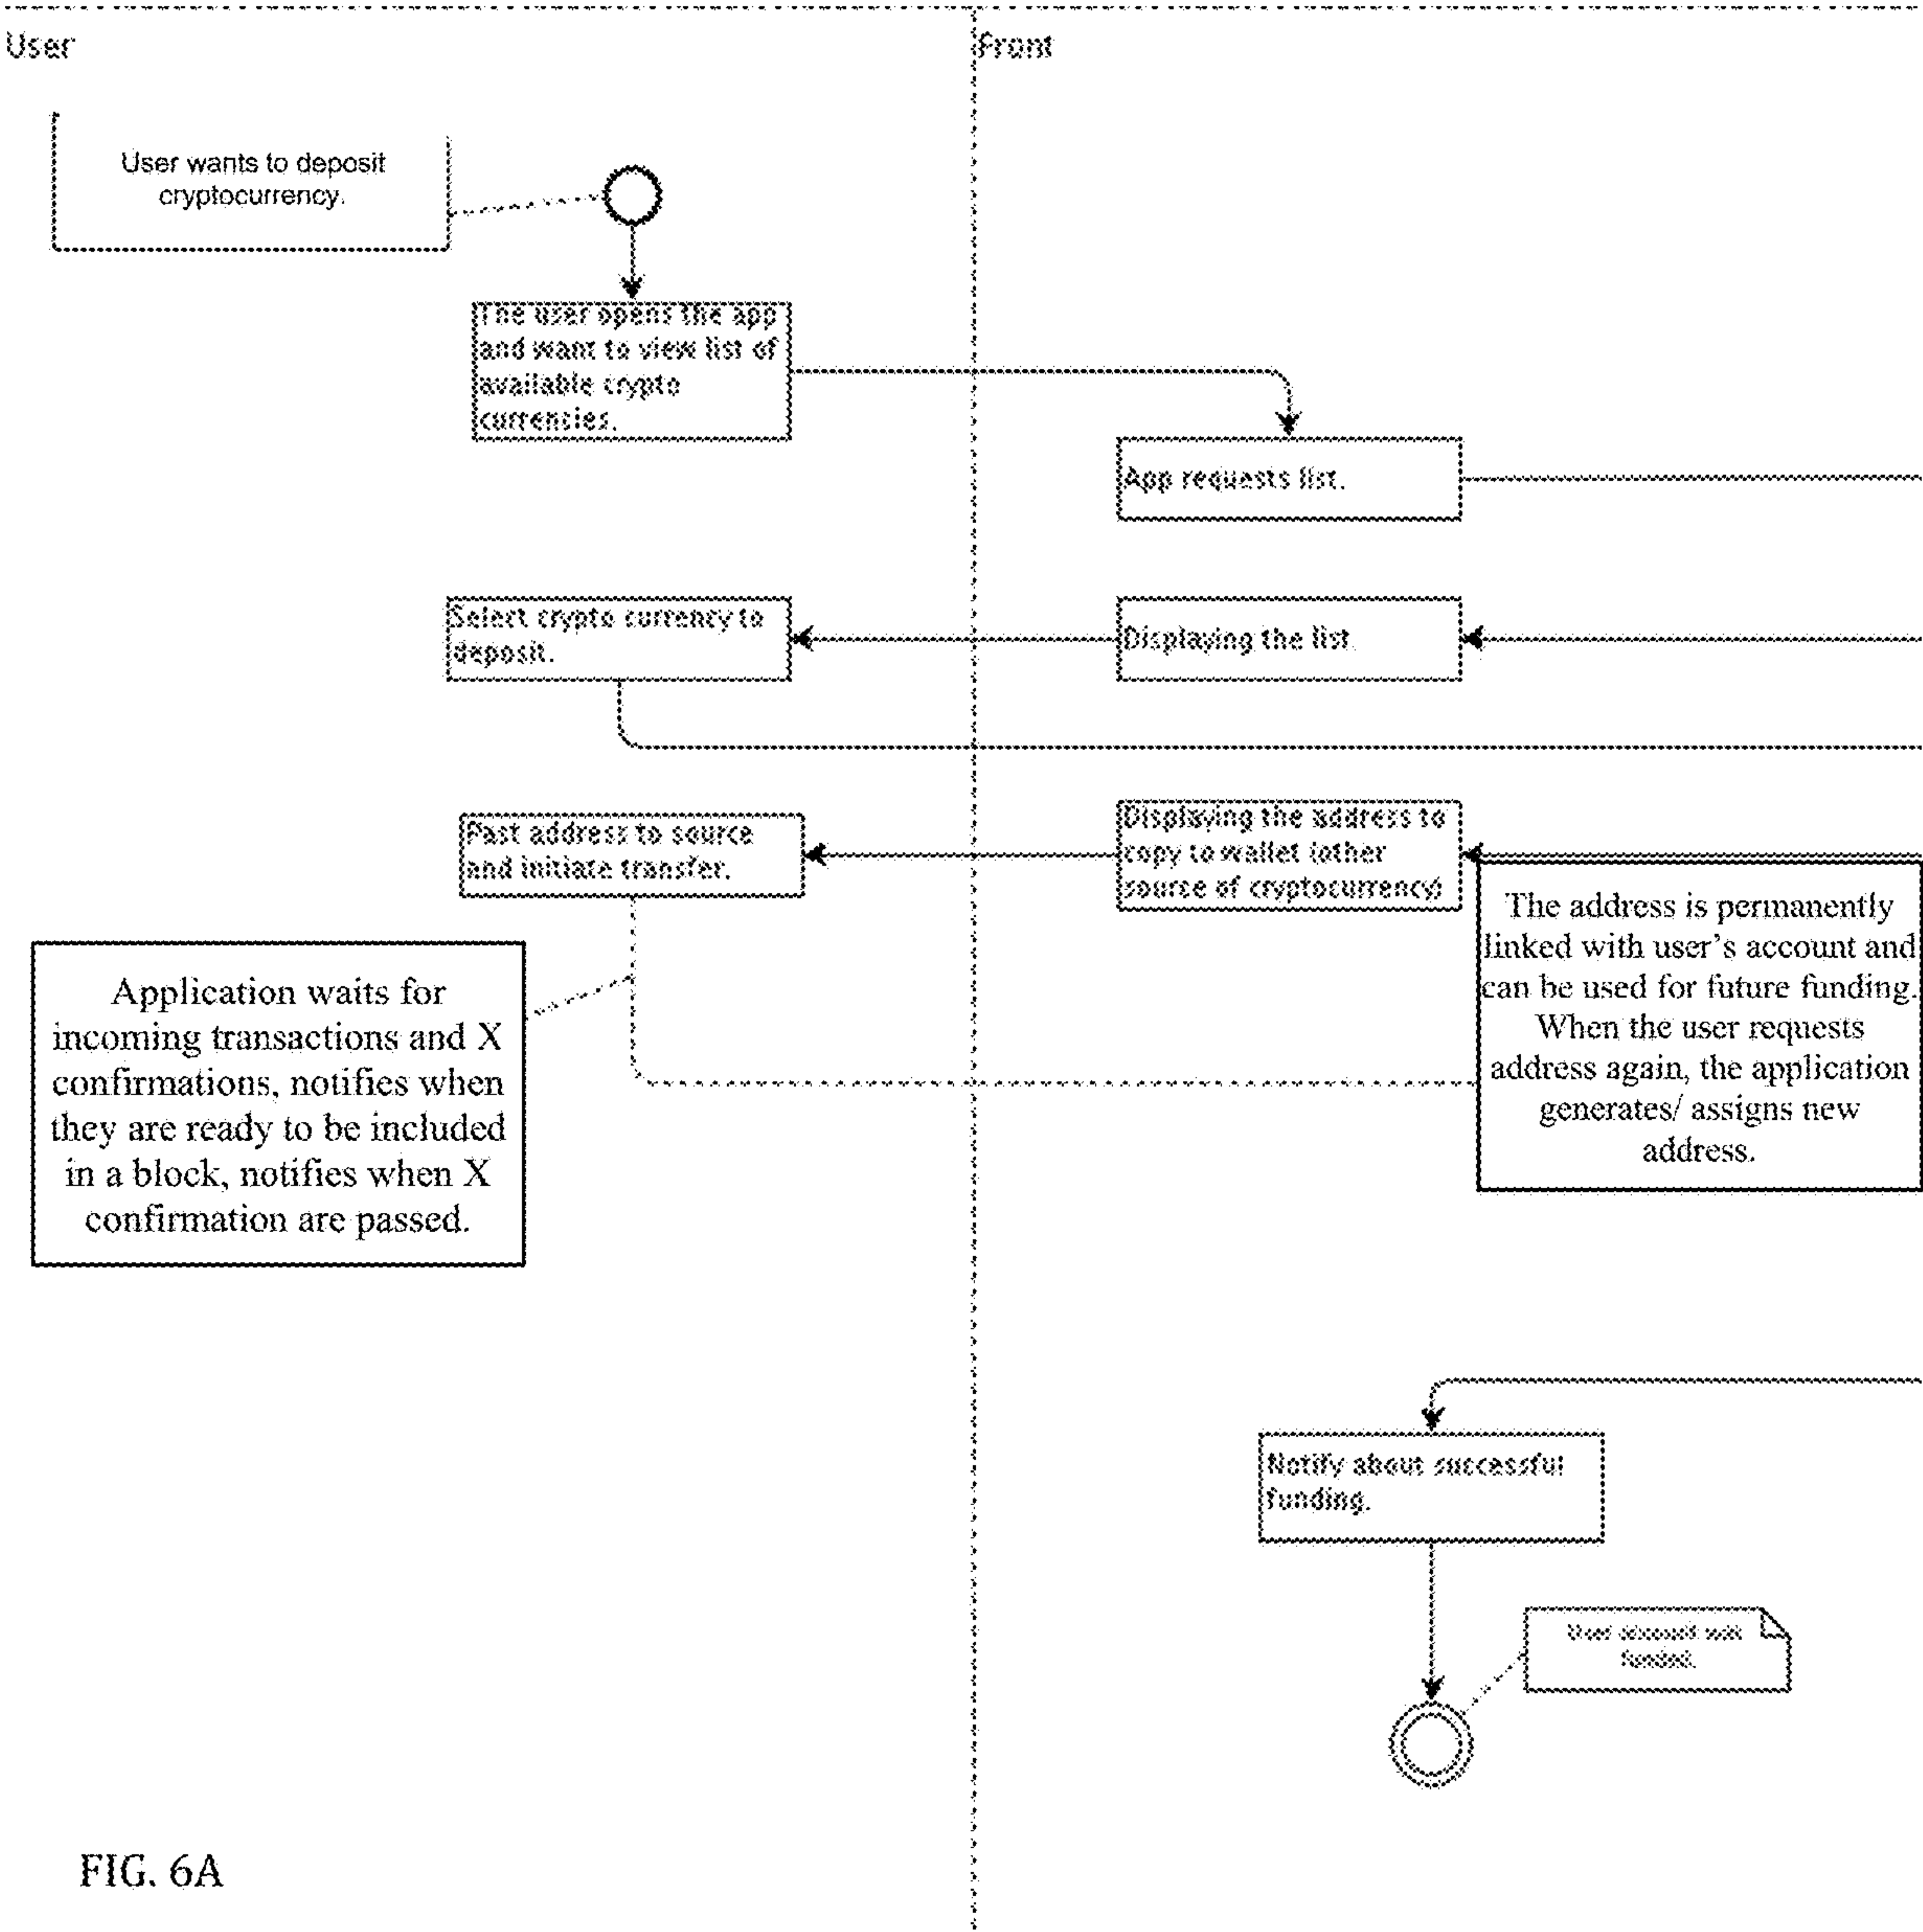 User
Front
User wants to deposit
cryptocurrency.
The user opens the app
and want to view list of
available crypto
currencies.
App requests list.
Select crypto currency to
deposit.
Displaying the list.
Past address to source
and initiate transfer.
Displaying the address to
copy to wallet (other
source of cryptocurrency)
The address is permanently
linked with user's account and
can be used for future funding.
When the user requests
address again, the application
generates/ assigns new
address.
Application waits for
incoming transactions and X
confirmations, notifies when
they are ready to be included
in a block, notifies when X
confirmation are passed.
Notify about successful
funding.
User account was
funded.
FIG. 6A